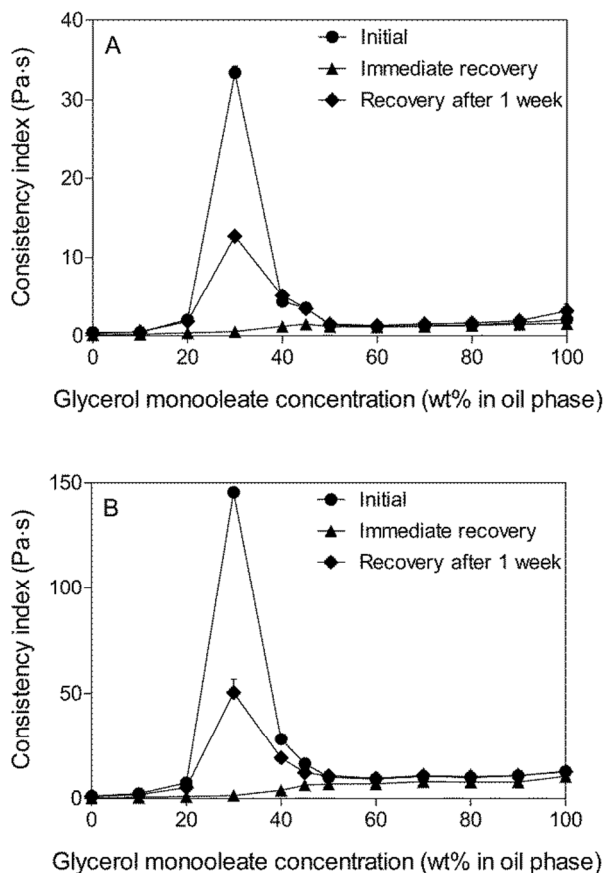 A
Initial
Immediate recovery
Recovery after 1 week
Consistency index (Pa·s)
40
30
20
10
0
0 20 40 60 80 100
Glycerol monooleate concentration (wt% in oil phase)
B
Initial
Immediate recovery
Recovery after 1 week
Consistency index (Pa·s)
150
100
50
0
0 20 40 60 80 100
Glycerol monooleate concentration (wt% in oil phase)